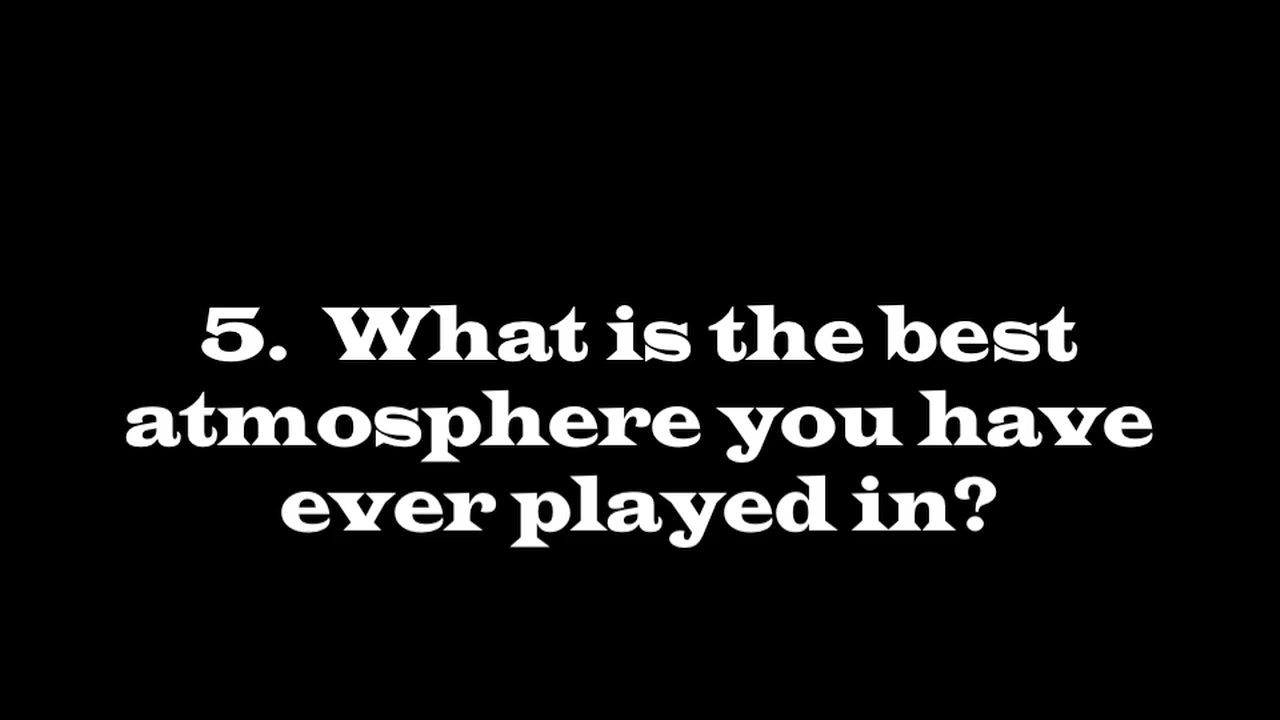 5. What is the best
atmosphere you have
ever played in?